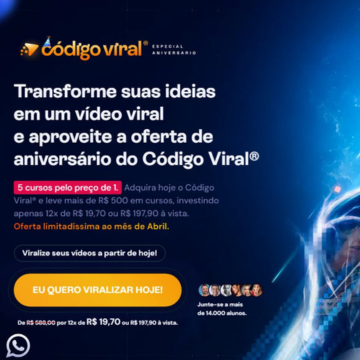 código viral®
ESPECIAL
ANIVERSÁRIO
Transforme suas ideias
em um vídeo viral
e aproveite a oferta de
aniversário do Código Viral®
5 cursos pelo preço de 1. Adquira hoje o Código
Viral® e leve mais de R$ 500 em cursos, investindo
apenas 12x de R$ 19,70 ou R$ 197,90 à vista.
Oferta limitadíssima ao mês de Abril.
Viralize seus vídeos a partir de hoje!
EU QUERO VIRALIZAR HOJE!
Junte-se a mais
de 14.000 alunos.
De R$ 588,00 por 12x de R$ 19,70 ou R$ 197,90 à vista.